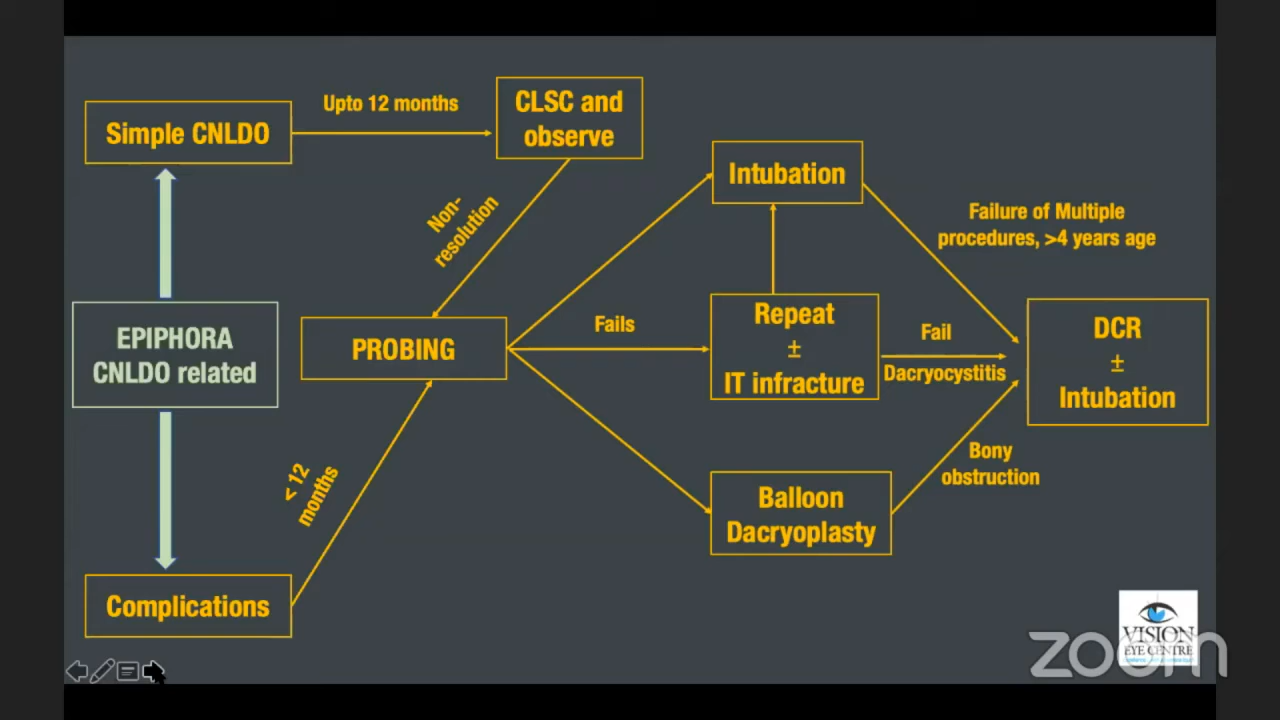 Simple CNLDO
Upto 12 months
CLSC and
observe
Non-
resolution
EPIPHORA
CNLDO related
PROBING
< 12
months
Complications
Fails
Intubation
Repeat
±
IT infracture
Balloon
Dacryoplasty
Failure of Multiple
procedures, >4 years age
Fail
Dacryocystitis
Bony
obstruction
DCR
±
Intubation
VISION
EYE CENTRE
zoom